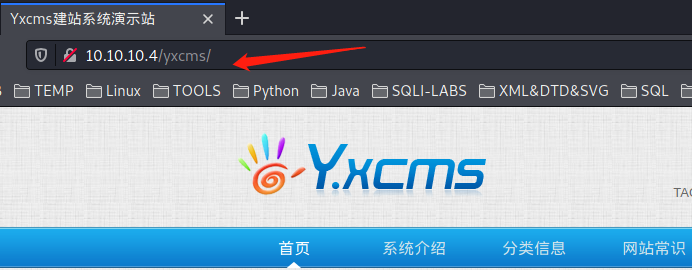 Yxcms建站系统演示站
10.10.10.4/yxcms/
TEMP Linux TOOLS Python Java SQLI-LABS XML&DTD&SVG SQL
Y.xcms
TAG
首页 系统介绍 分类信息 网站常识